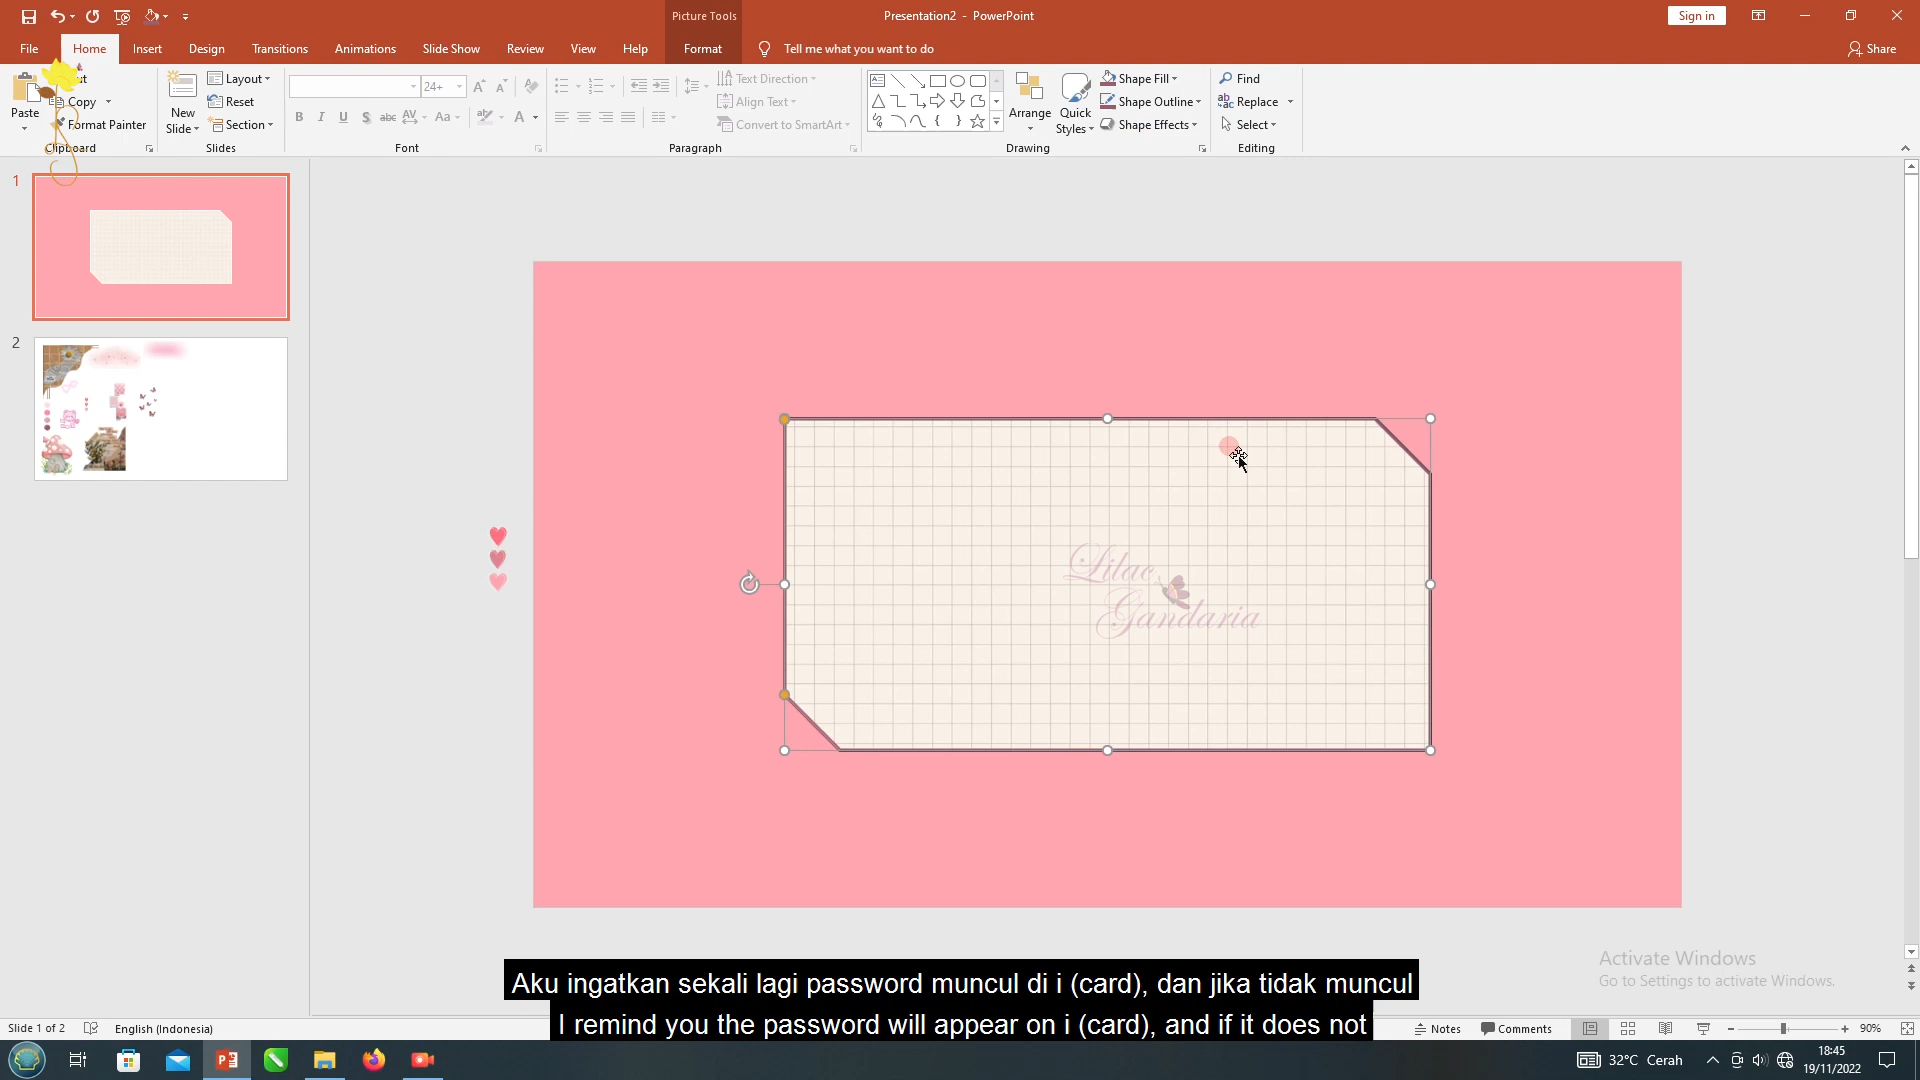 Picture Tools
Presentation2 - PowerPoint
Sign in
File Home Insert Design Transitions Animations Slide Show Review View Help Format Tell me what you want to do Share
Paste
Copy
Format Painter
Clipboard
New Slide
Layout
Reset
Section
Slides
24+
B I U S abc AV Aa A
Font
Text Direction
Align Text
Convert to SmartArt
Paragraph
Arrange
Quick Styles
Shape Fill
Shape Outline
Shape Effects
Drawing
Find
Replace
Select
Editing
1
2
Lilac
Gandaria
Activate Windows
Go to Settings to activate Windows.
Aku ingatkan sekali lagi password muncul di i (card), dan jika tidak muncul
I remind you the password will appear on i (card), and if it does not
Slide 1 of 2 English (Indonesia) Notes Comments 90%
32°C Cerah
18:45
19/11/2022